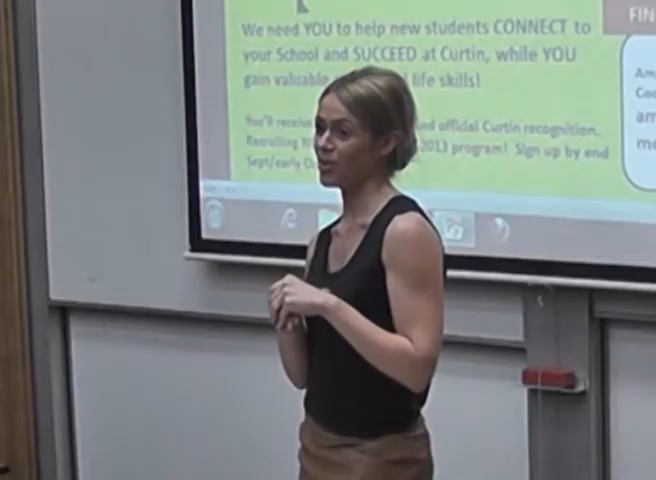 We need YOU to help new students CONNECT to
your School and SUCCEED at Curtin, while YOU
gain valuable life skills!
You'll receive and official Curtin recognition.
Recruiting 2013 program! Sign up by end
Sept/early
FIN
am
me